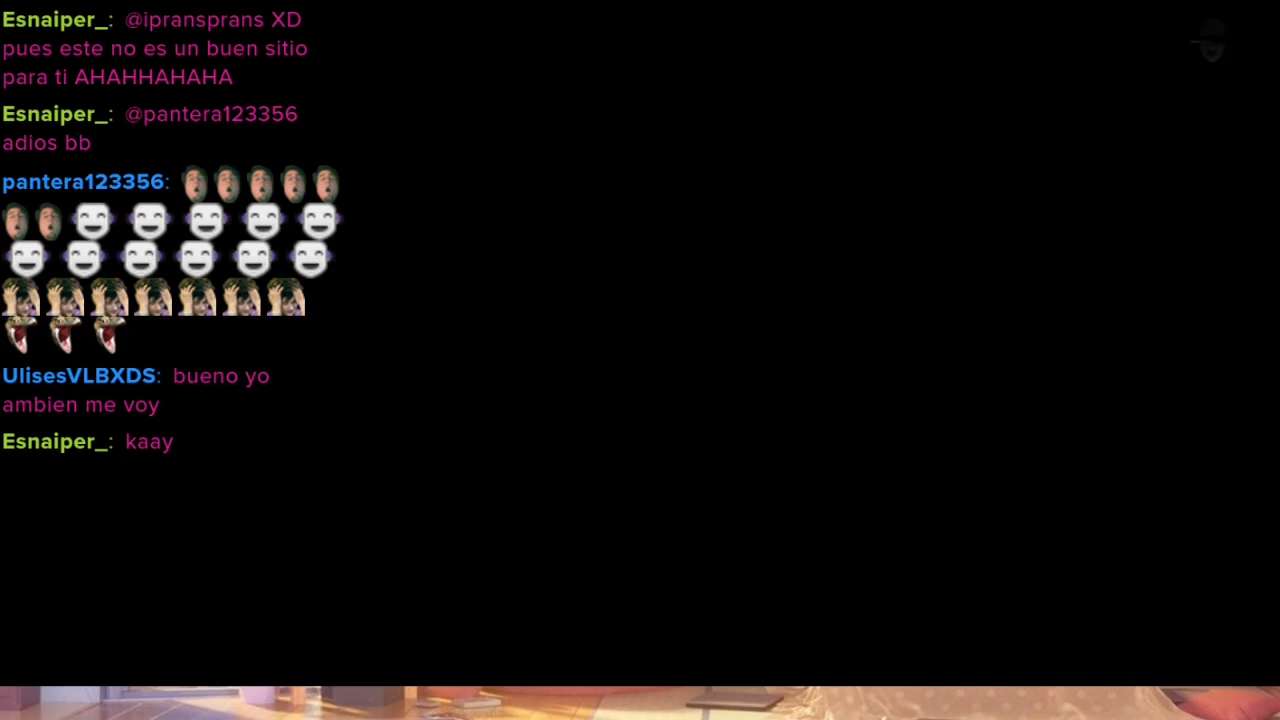 Esnaiper_: @ipransprans XD
pues este no es un buen sitio
para ti AHAHHAHAHA
Esnaiper_: @pantera123356
adios bb
pantera123356:
UlisesVLBXDS: bueno yo
ambien me voy
Esnaiper_: kaay